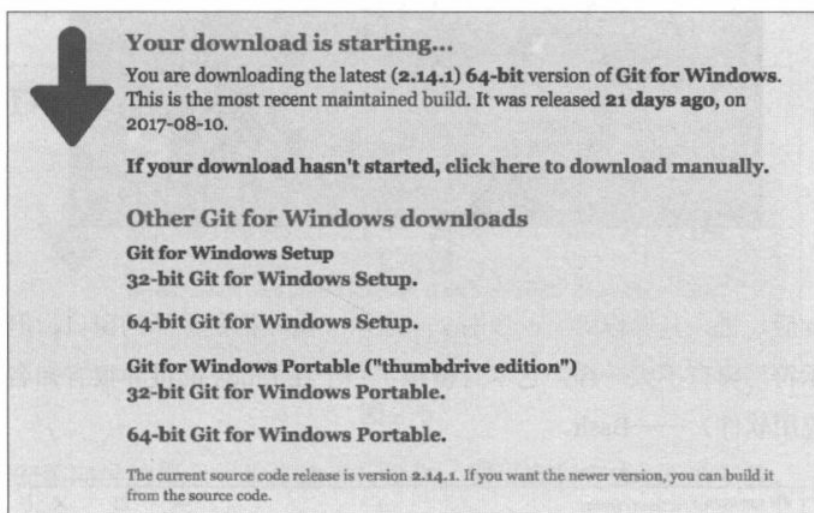 Your download is starting...
You are downloading the latest (2.14.1) 64-bit version of Git for Windows.
This is the most recent maintained build. It was released 21 days ago, on
2017-08-10.
If your download hasn't started, click here to download manually.
Other Git for Windows downloads
Git for Windows Setup
32-bit Git for Windows Setup.
64-bit Git for Windows Setup.
Git for Windows Portable ("thumbdrive edition")
32-bit Git for Windows Portable.
64-bit Git for Windows Portable.
The current source code release is version 2.14.1. If you want the newer version, you can build it
from the source code.